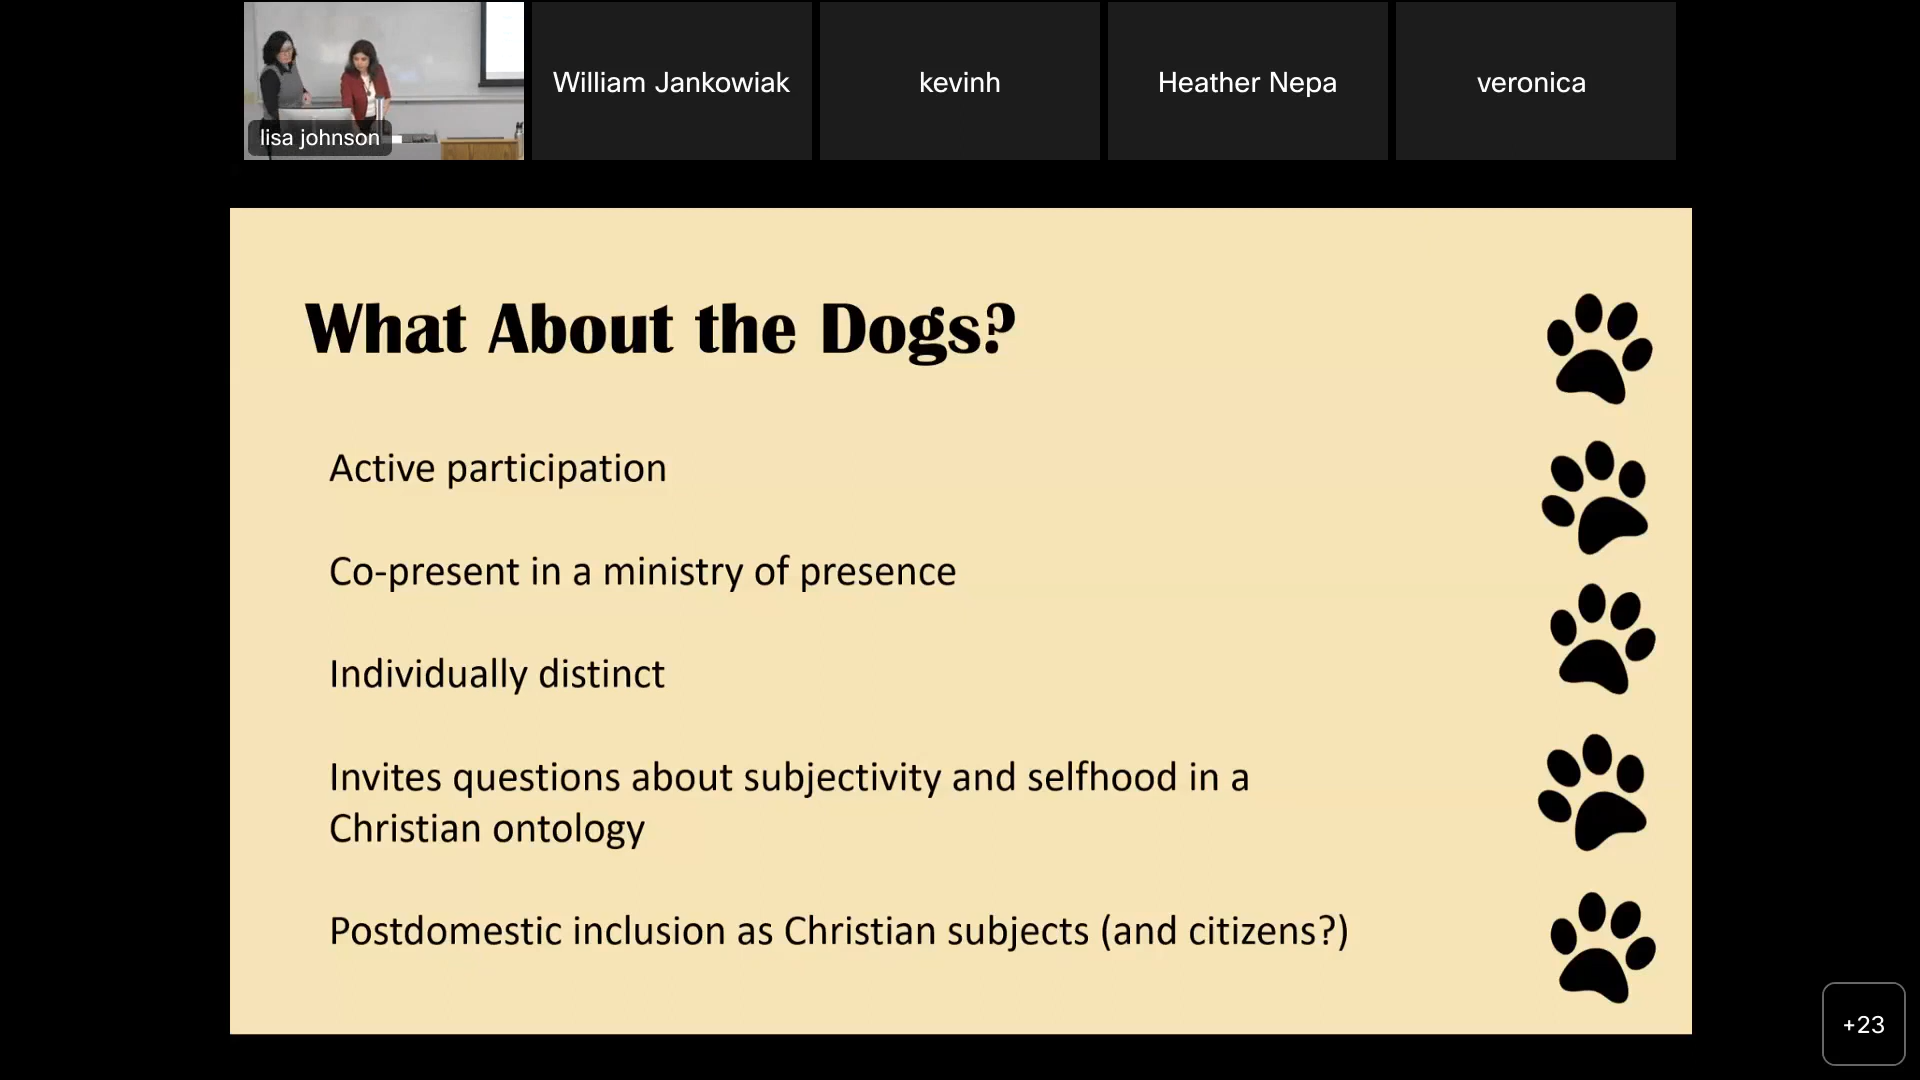 lisa johnson
William Jankowiak
kevinh
Heather Nepa
veronica
What About the Dogs?
Active participation
Co-present in a ministry of presence
Individually distinct
Invites questions about subjectivity and selfhood in a
Christian ontology
Postdomestic inclusion as Christian subjects (and citizens?)
+23